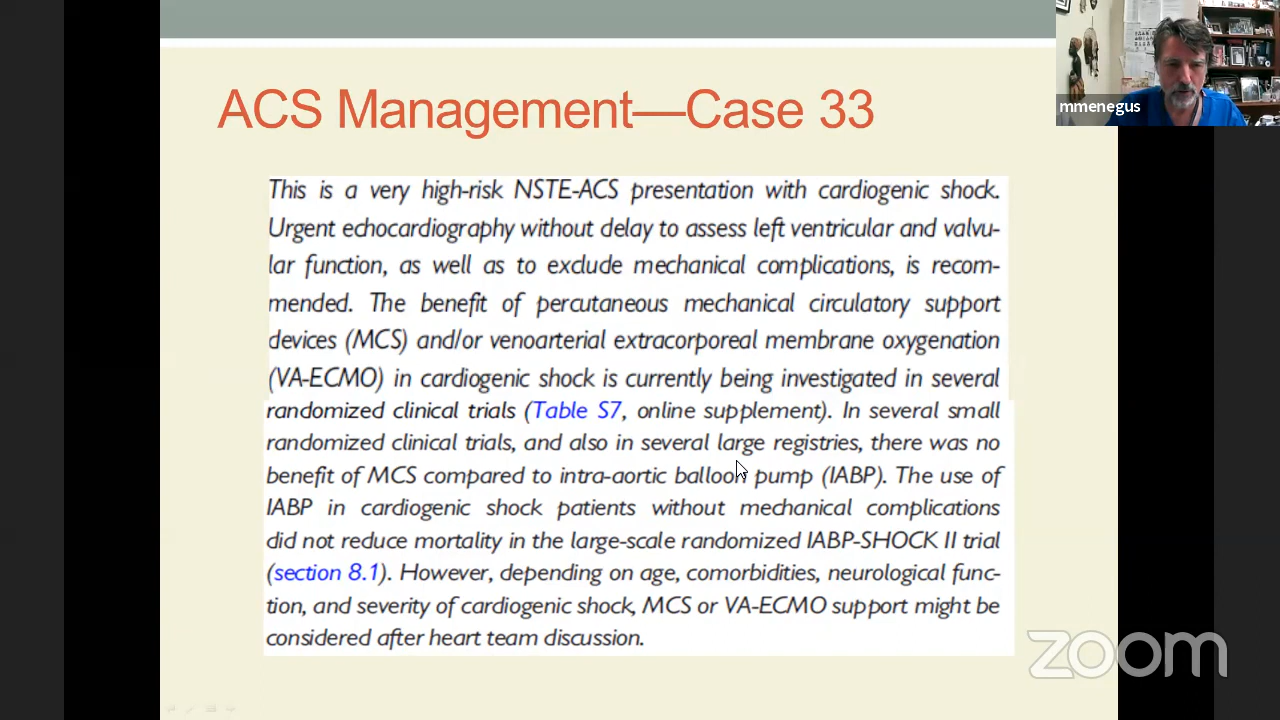 ACS Management—Case 33
mmenegus
This is a very high-risk NSTE-ACS presentation with cardiogenic shock.
Urgent echocardiography without delay to assess left ventricular and valvu-
lar function, as well as to exclude mechanical complications, is recom-
mended. The benefit of percutaneous mechanical circulatory support
devices (MCS) and/or venoarterial extracorporeal membrane oxygenation
(VA-ECMO) in cardiogenic shock is currently being investigated in several
randomized clinical trials (Table S7, online supplement). In several small
randomized clinical trials, and also in several large registries, there was no
benefit of MCS compared to intra-aortic balloon pump (IABP). The use of
IABP in cardiogenic shock patients without mechanical complications
did not reduce mortality in the large-scale randomized IABP-SHOCK II trial
(section 8.1). However, depending on age, comorbidities, neurological func-
tion, and severity of cardiogenic shock, MCS or VA-ECMO support might be
considered after heart team discussion.
zoom